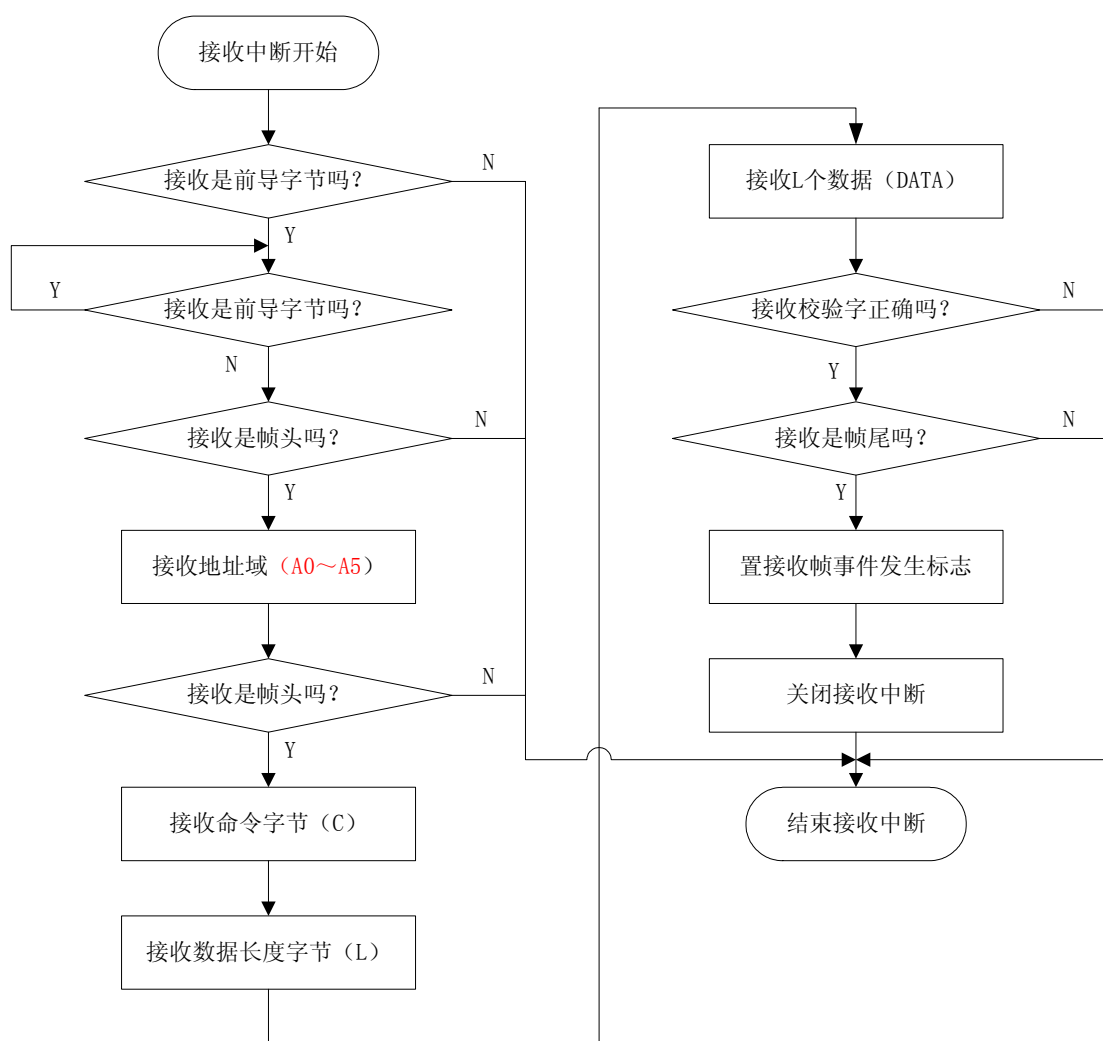 接收中断开始
接收是前导字节吗?
N
Y
接收是前导字节吗?
Y
N
接收是帧头吗?
N
Y
接收地址域（A0～A5）
接收是帧头吗?
N
Y
接收命令字节（C）
接收数据长度字节（L）
接收L个数据（DATA）
接收校验字正确吗?
N
Y
接收是帧尾吗?
N
Y
置接收帧事件发生标志
关闭接收中断
结束接收中断